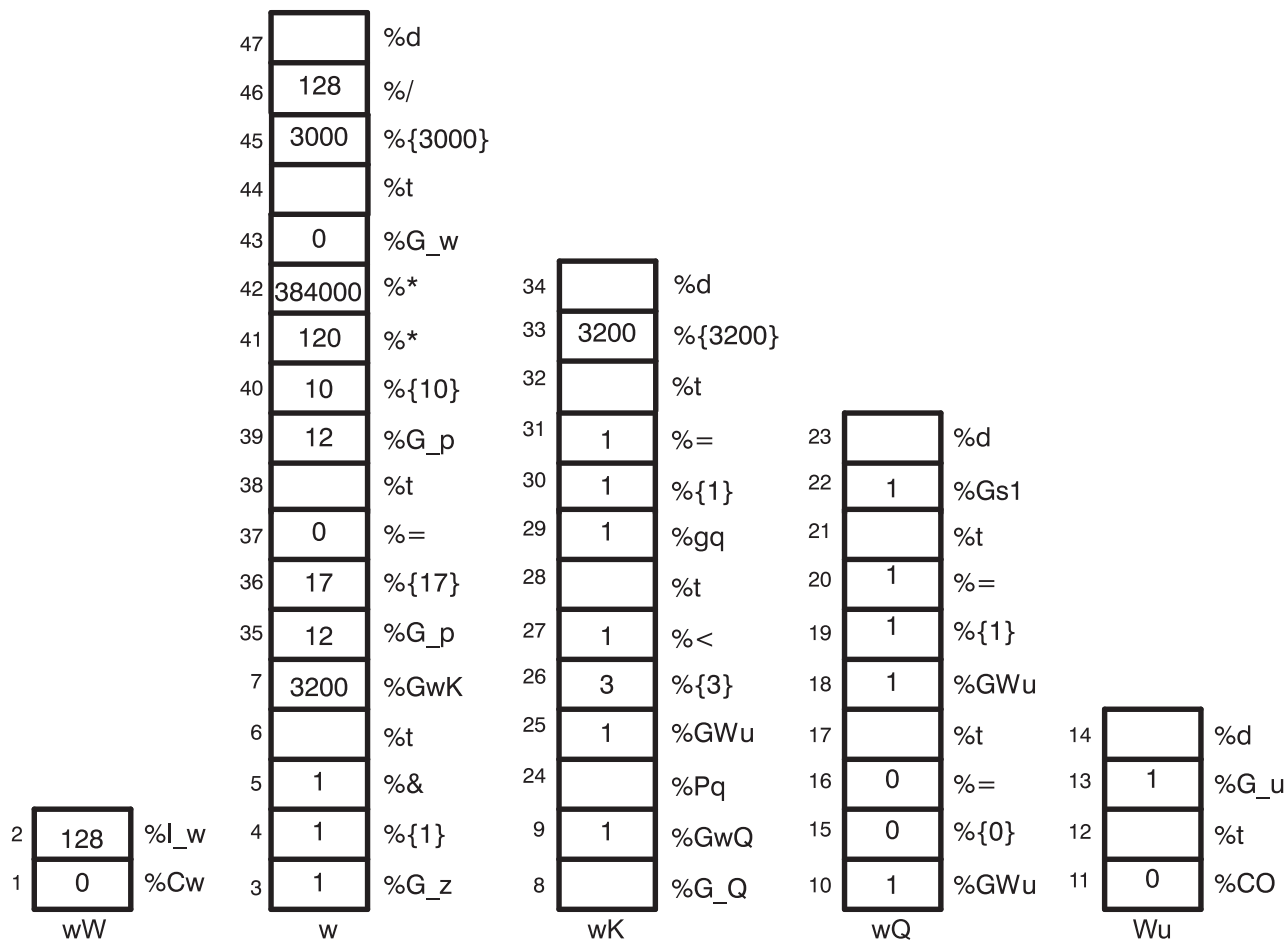 47 %d
46 128 %/
45 3000 %{3000}
44 %t
43 0 %G_w
42 384000 %*
41 120 %*
40 10 %{10}
39 12 %G_p
38 %t
37 0 %=
36 17 %{17}
35 12 %G_p
7 3200 %GwK
6 %t
5 1 %&
4 1 %{1}
3 1 %G_z
w
2 128 %I_w
1 0 %Cw
wW
34 %d
33 3200 %{3200}
32 %t
31 1 %=
30 1 %{1}
29 1 %gq
28 %t
27 1 %<
26 3 %{3}
25 1 %GWu
24 %Pq
9 1 %GwQ
8 %G_Q
wK
23 %d
22 1 %Gs1
21 %t
20 1 %=
19 1 %{1}
18 1 %GWu
17 %t
16 0 %=
15 0 %{0}
10 1 %GWu
wQ
14 %d
13 1 %G_u
12 %t
11 0 %CO
Wu